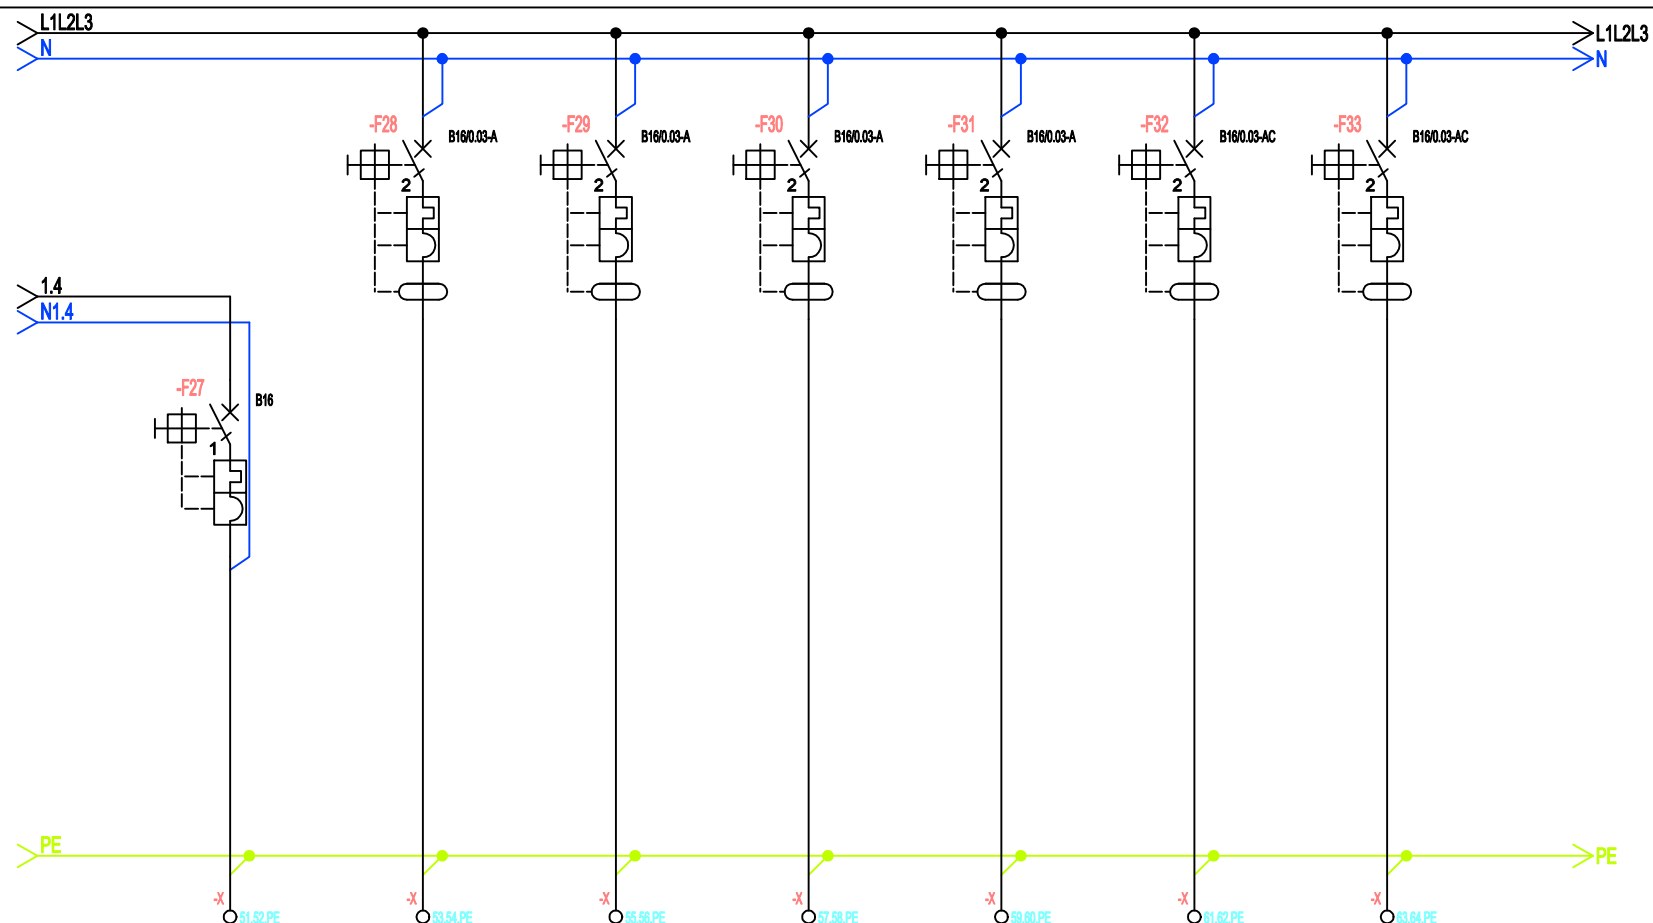 L1L2L3 L1L2L3
N N
-F28 -F29 -F30 -F31 -F32 -F33
B16/0.03-A B16/0.03-A B16/0.03-A B16/0.03-A B16/0.03-AC B16/0.03-AC
2 2 2 2 2 2
1.4
N1.4
-F27
B16
1
PE PE
-X -X -X -X -X -X -X
51.52.PE 53.54.PE 55.56.PE 57.58.PE 59.60.PE 61.62.PE 63.64.PE